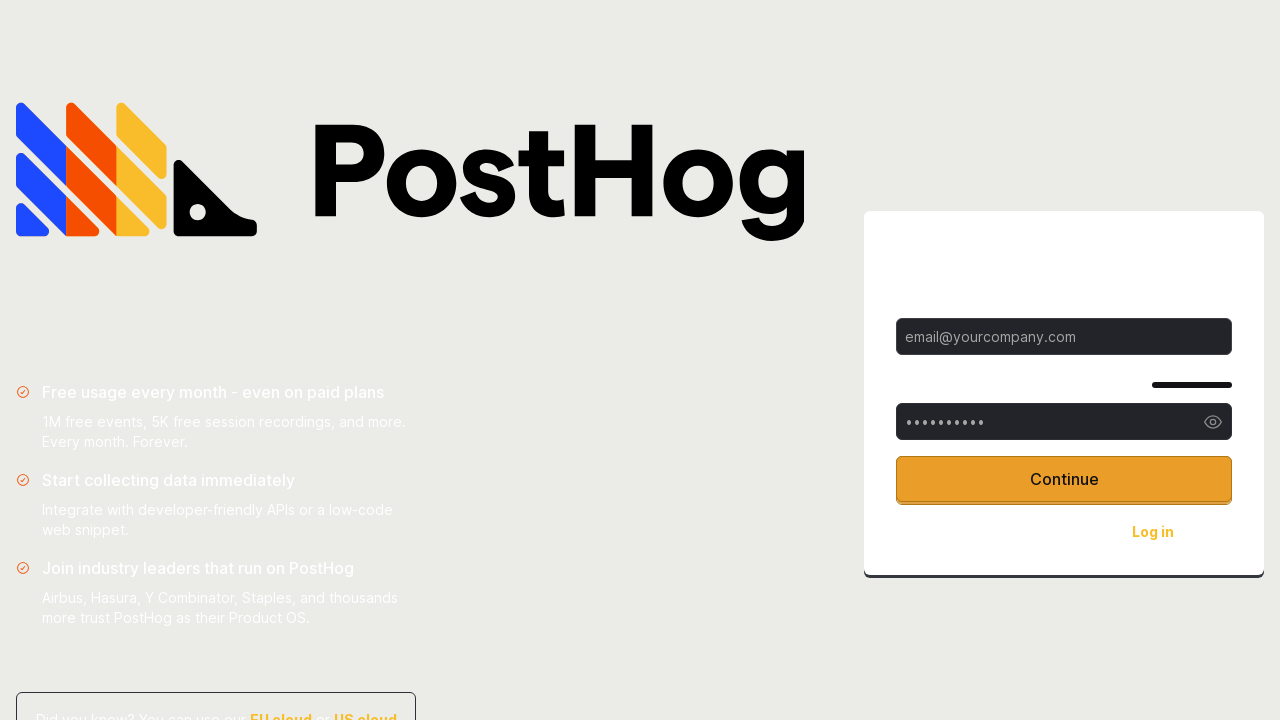 PostHog
Free usage every month - even on paid plans
1M free events, 5K free session recordings, and more.
Every month. Forever.
Start collecting data immediately
Integrate with developer-friendly APIs or a low-code
web snippet.
Join industry leaders that run on PostHog
Airbus, Hasura, Y Combinator, Staples, and thousands
more trust PostHog as their Product OS.
Did you know? You can use our EU cloud or US cloud
email@yourcompany.com
••••••••••
Continue
Log in